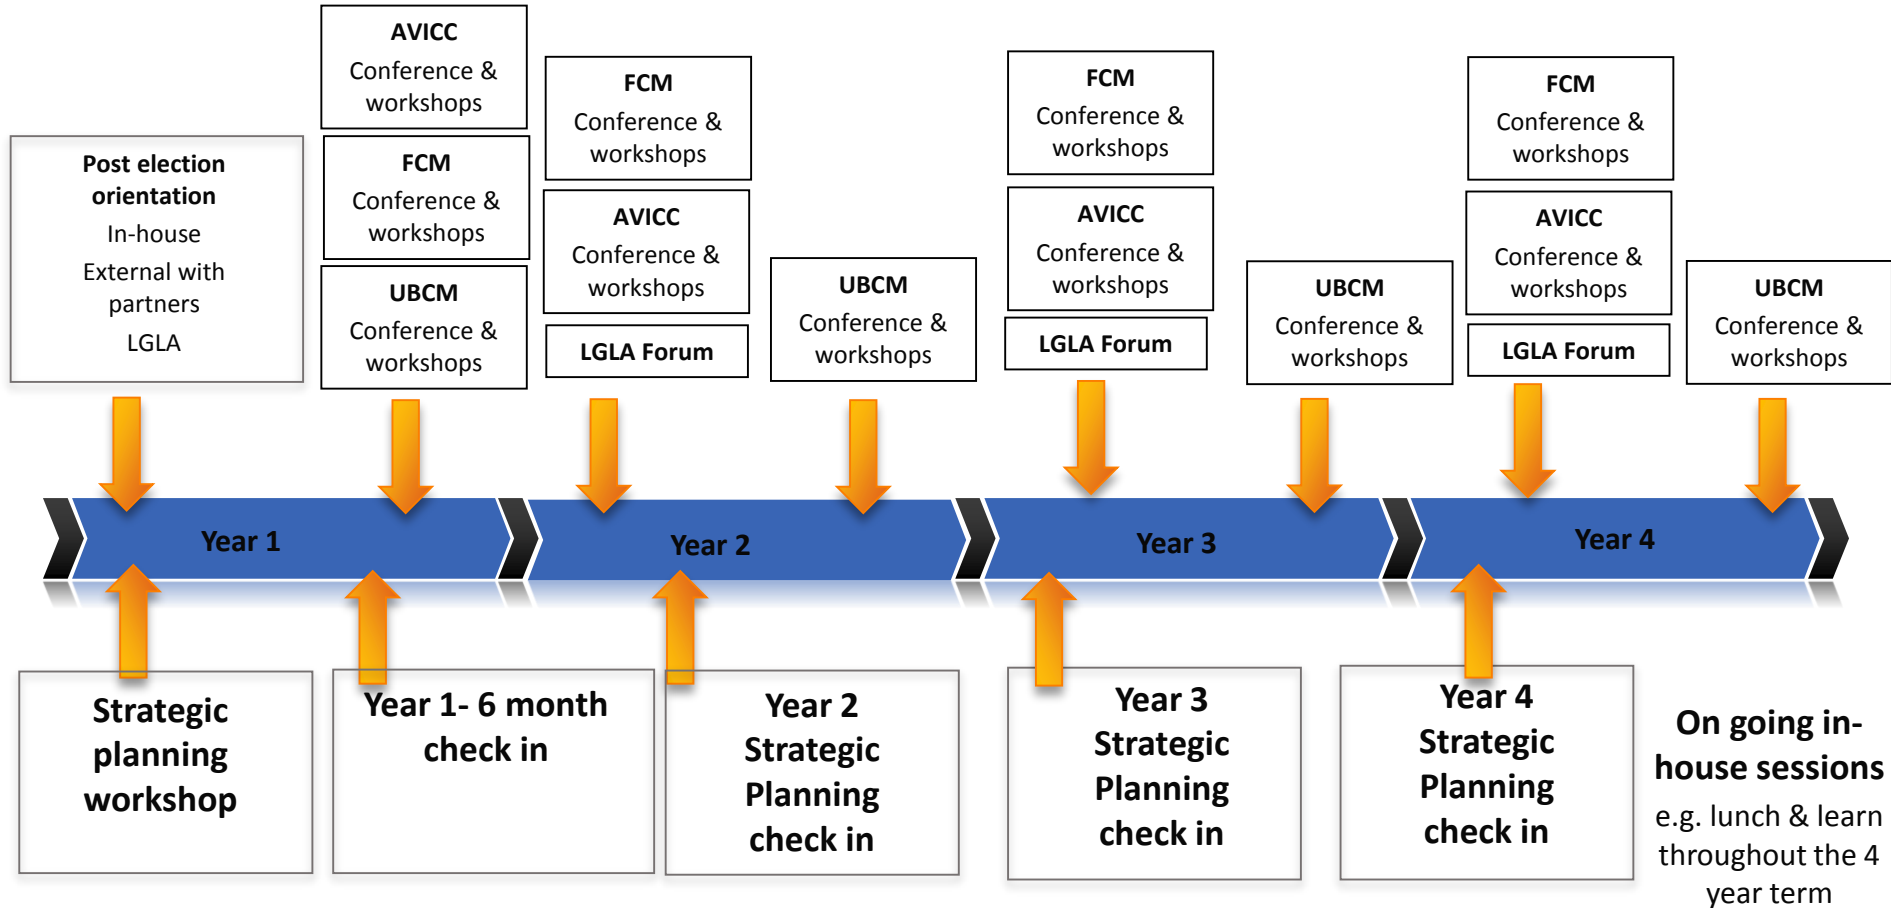 Post election
orientation
In-house
External with
partners
LGLA
AVICC
Conference &
workshops
FCM
Conference &
workshops
UBCM
Conference &
workshops
FCM
Conference &
workshops
AVICC
Conference &
workshops
LGLA Forum
UBCM
Conference &
workshops
FCM
Conference &
workshops
AVICC
Conference &
workshops
LGLA Forum
UBCM
Conference &
workshops
FCM
Conference &
workshops
AVICC
Conference &
workshops
LGLA Forum
UBCM
Conference &
workshops
Year 1
Year 2
Year 3
Year 4
Strategic
planning
workshop
Year 1- 6 month
check in
Year 2
Strategic
Planning
check in
Year 3
Strategic
Planning
check in
Year 4
Strategic
Planning
check in
On going in-
house sessions
e.g. lunch & learn
throughout the 4
year term